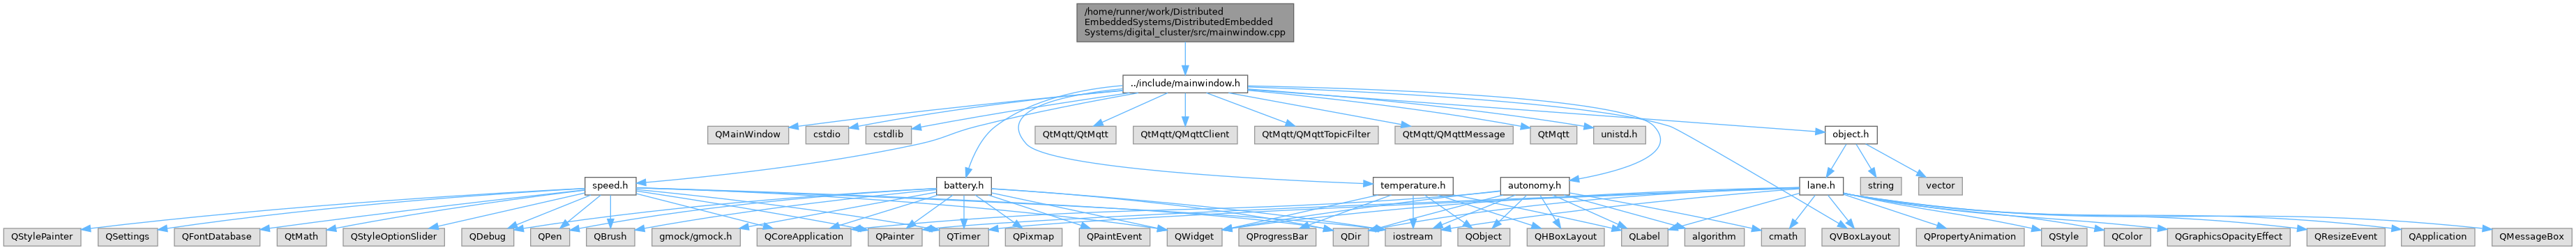 /home/runner/work/Distributed
EmbeddedSystems/DistributedEmbedded
Systems/digital_cluster/src/mainwindow.cpp
../include/mainwindow.h
QMainWindow
cstdio
cstdlib
QtMqtt/QtMqtt
QtMqtt/QMqttClient
QtMqtt/QMqttTopicFilter
QtMqtt/QMqttMessage
QtMqtt
unistd.h
object.h
speed.h
battery.h
temperature.h
autonomy.h
lane.h
string
vector
QStylePainter
QSettings
QFontDatabase
QtMath
QStyleOptionSlider
QDebug
QPen
QBrush
gmock/gmock.h
QCoreApplication
QPainter
QTimer
QPixmap
QPaintEvent
QWidget
QProgressBar
QDir
iostream
QObject
QHBoxLayout
QLabel
algorithm
cmath
QVBoxLayout
QPropertyAnimation
QStyle
QColor
QGraphicsOpacityEffect
QResizeEvent
QApplication
QMessageBox